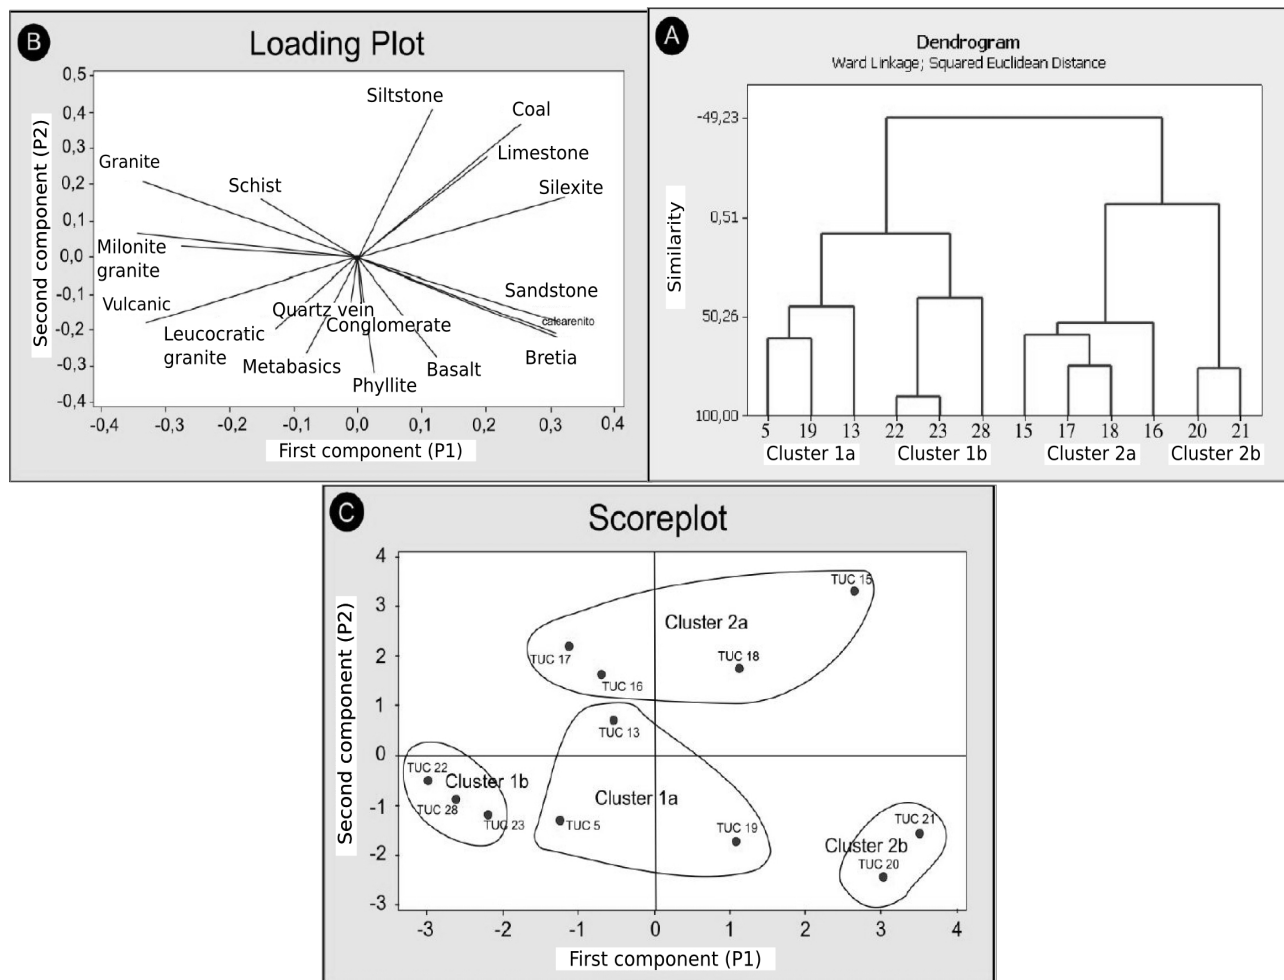 B
Loading Plot
Second component (P2)
0,5
0,4
0,3
0,2
0,1
0,0
-0,1
-0,2
-0,3
-0,4
Siltstone
Coal
Limestone
Granite
Schist
Silexite
Milonite
granite
Vulcanic
Sandstone
Quartz vein
calcarenito
Conglomerate
Leucocratic
granite
Metabasics
Bretia
Basalt
Phyllite
-0,4 -0,3 -0,2 -0,1 0,0 0,1 0,2 0,3 0,4
First component (P1)
A
Dendrogram
Ward Linkage; Squared Euclidean Distance
Similarity
-49,23
0,51
50,26
100,00
5 19 13 22 23 28 15 17 18 16 20 21
Cluster 1a Cluster 1b Cluster 2a Cluster 2b
C
Scoreplot
Second component (P2)
4
3
2
1
0
-1
-2
-3
TUC 15
Cluster 2a
TUC 17
TUC 18
TUC 16
TUC 13
TUC 22
Cluster 1b
Cluster 1a
TUC 28
TUC 23
TUC 5
TUC 19
TUC 21
Cluster 2b
TUC 20
-3 -2 -1 0 1 2 3 4
First component (P1)